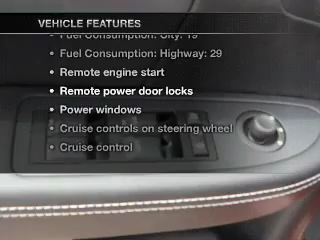 VEHICLE FEATURES
• Fuel Consumption: City: 19
• Fuel Consumption: Highway: 29
• Remote engine start
• Remote power door locks
• Power windows
• Cruise controls on steering wheel
• Cruise control